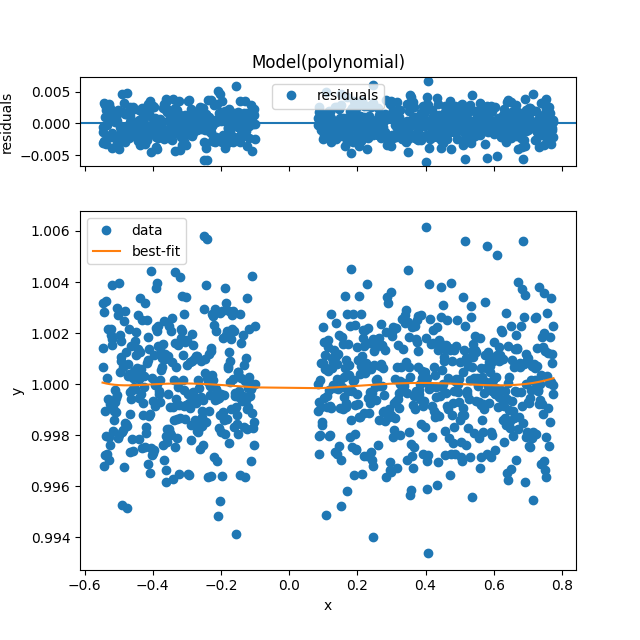 Model(polynomial)
residuals
0.005
0.000
−0.005
residuals
y
1.006
1.004
1.002
1.000
0.998
0.996
0.994
data
best-fit
−0.6 −0.4 −0.2 0.0 0.2 0.4 0.6 0.8
x